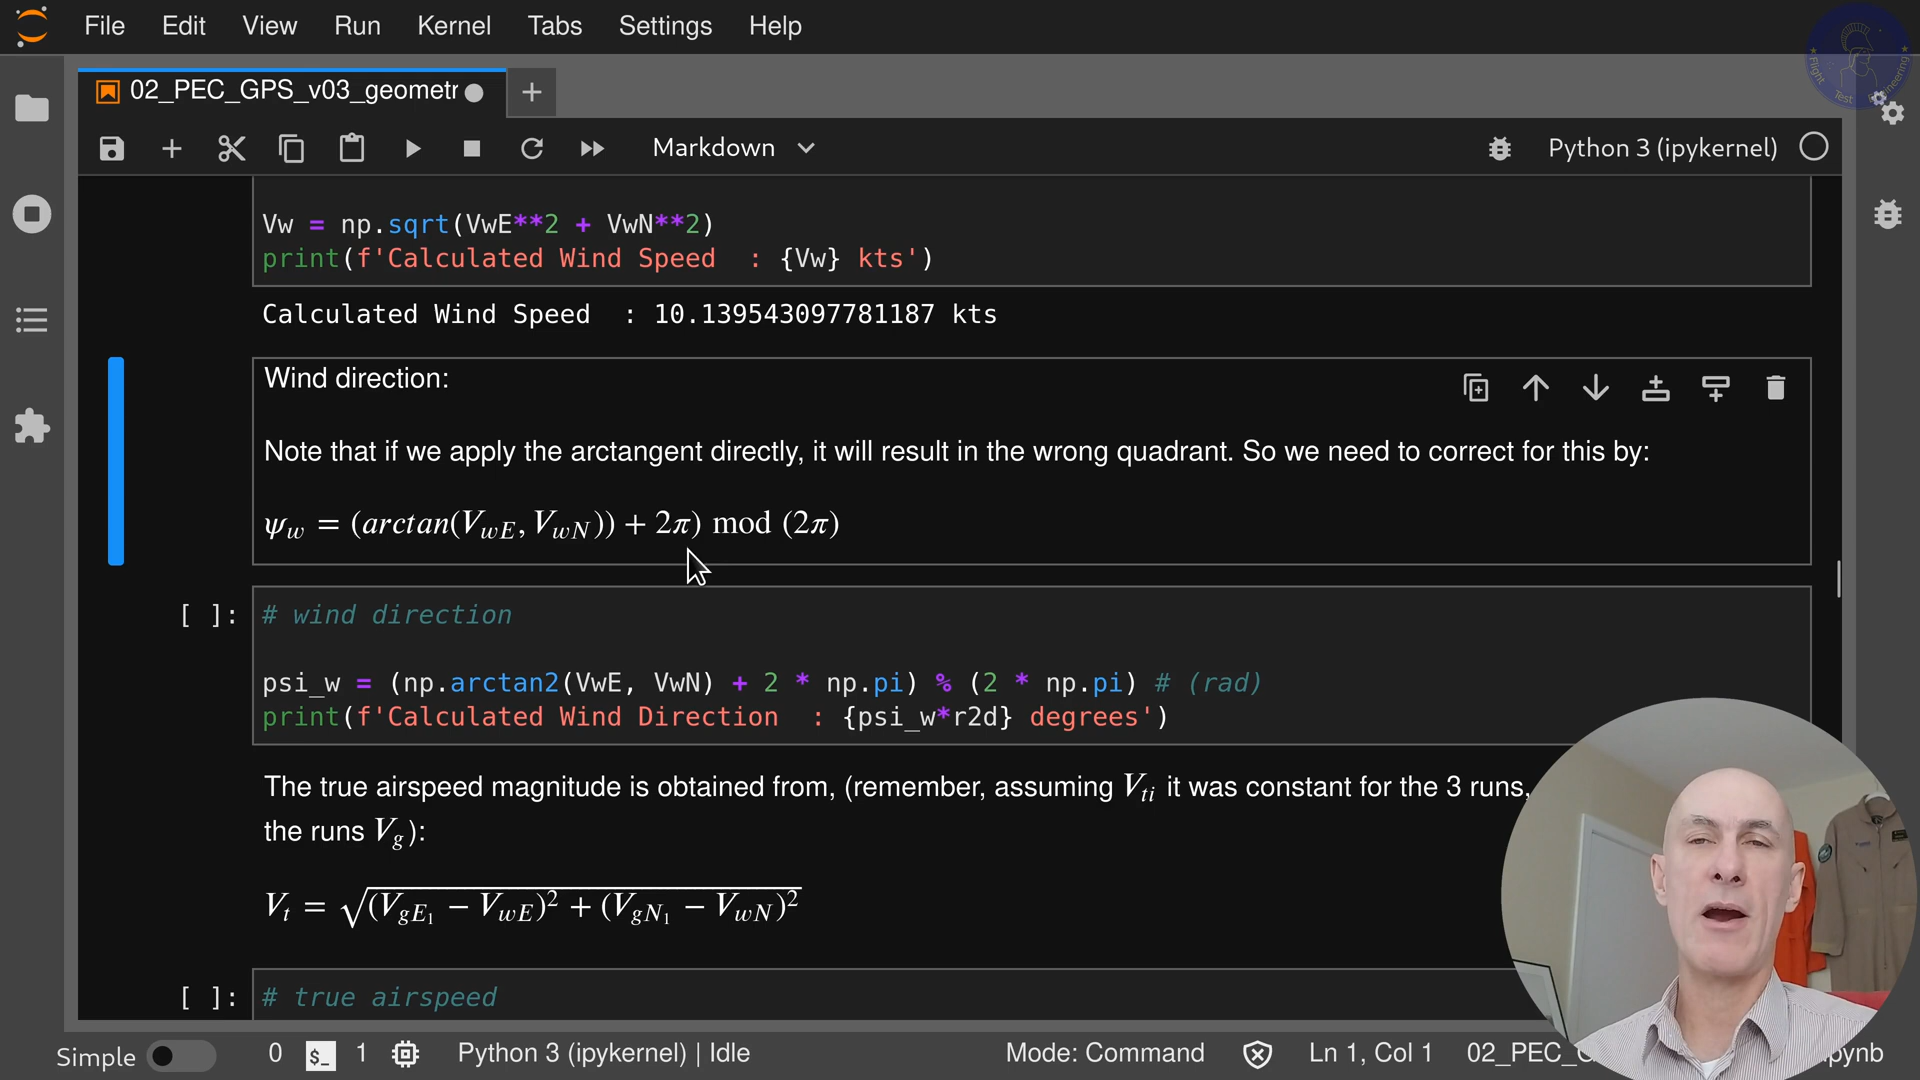 File Edit View Run Kernel Tabs Settings Help
02_PEC_GPS_v03_geometr
Markdown
Python 3 (ipykernel)
Flight Test Engineering
Vw = np.sqrt(VwE**2 + VwN**2)
print(f'Calculated Wind Speed : {Vw} kts')
Calculated Wind Speed : 10.139543097781187 kts
Wind direction:
Note that if we apply the arctangent directly, it will result in the wrong quadrant. So we need to correct for this by:
ψw = (arctan(VwE, VwN)) + 2π) mod (2π)
[ ]: # wind direction
psi_w = (np.arctan2(VwE, VwN) + 2 * np.pi) % (2 * np.pi) # (rad)
print(f'Calculated Wind Direction : {psi_w*r2d} degrees')
The true airspeed magnitude is obtained from, (remember, assuming Vti it was constant for the 3 runs,
the runs Vg):
Vt = √(VgE1 − VwE)² + (VgN1 − VwN)²
[ ]: # true airspeed
Simple 0 $_ 1 Python 3 (ipykernel) | Idle Mode: Command Ln 1, Col 1 02_PEC_ pynb